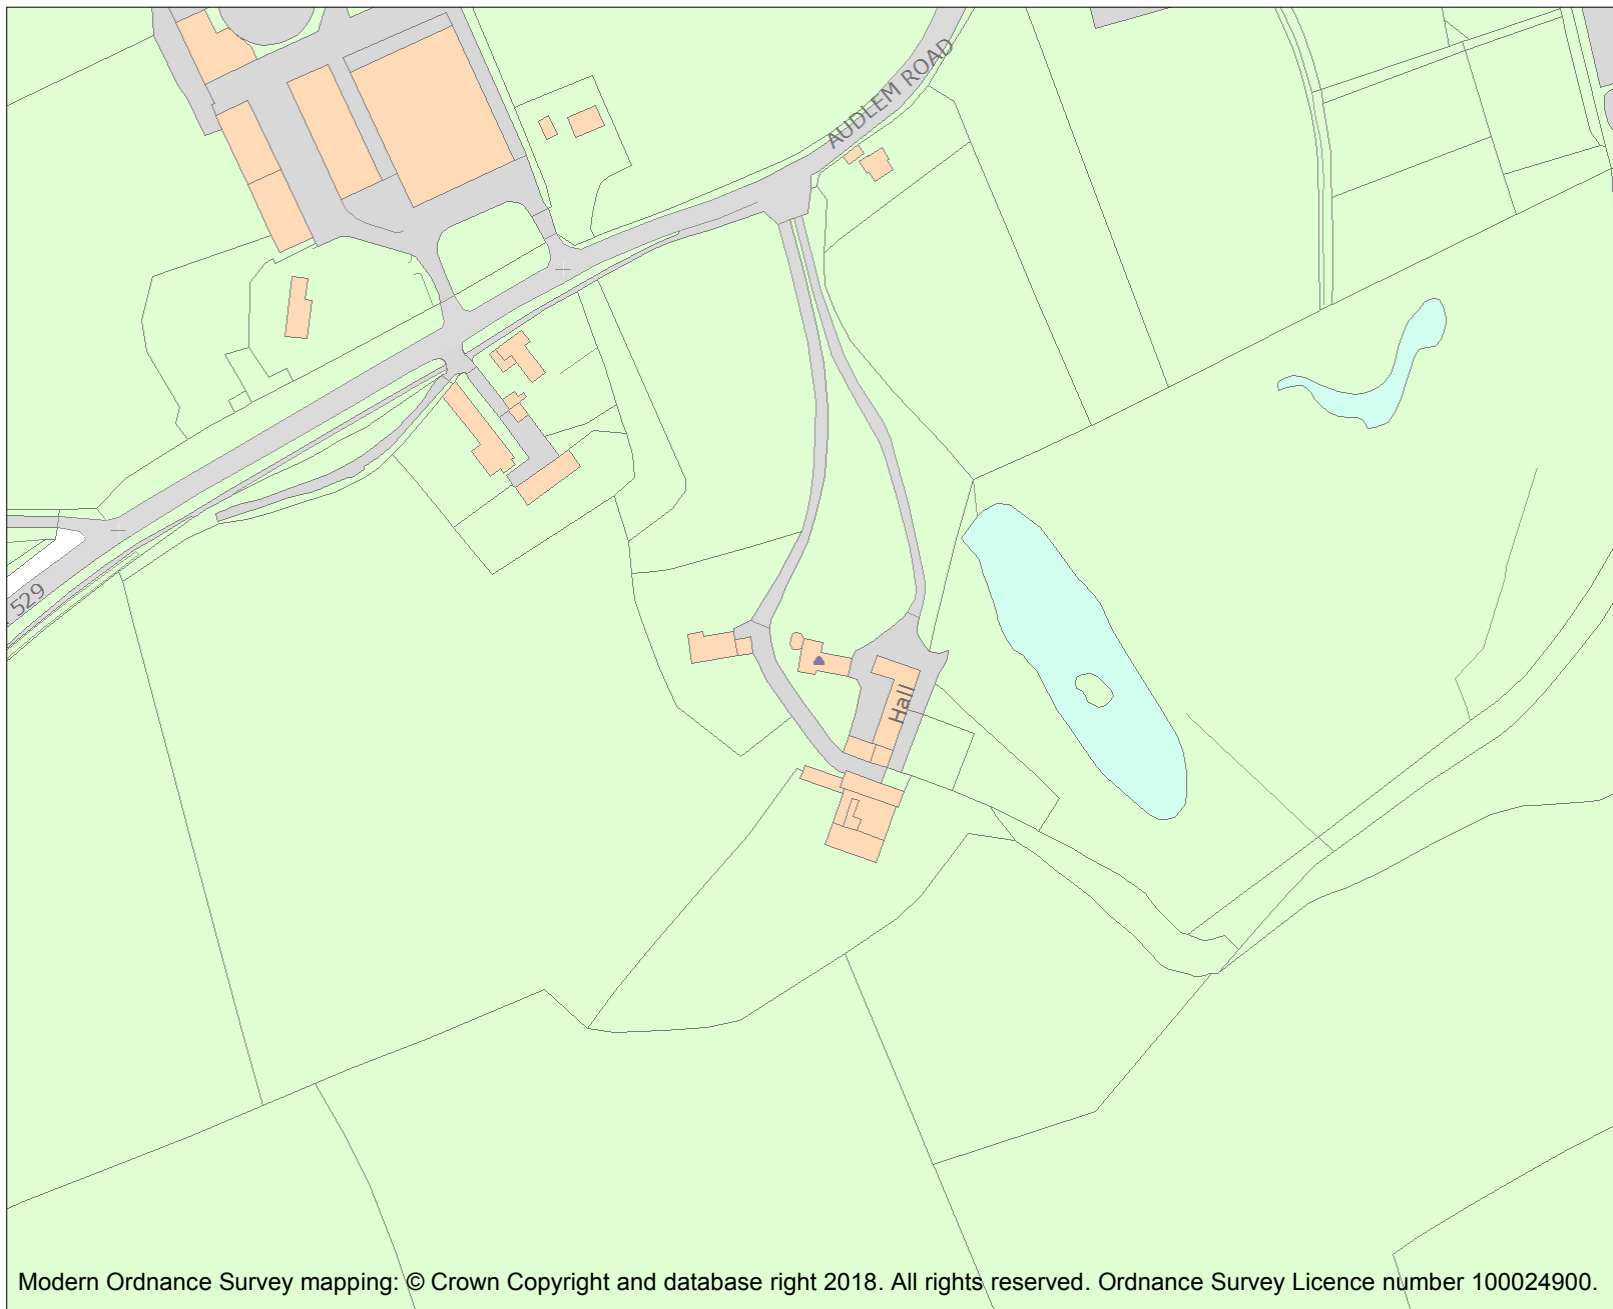 AUDLEM ROAD
529
Hall
Modern Ordnance Survey mapping: © Crown Copyright and database right 2018. All rights reserved. Ordnance Survey Licence number 100024900.